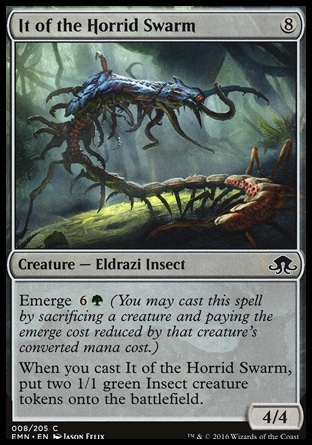 It of the Horrid Swarm 8
Creature — Eldrazi Insect
Emerge 6 (You may cast this spell
by sacrificing a creature and paying the
emerge cost reduced by that creature's
converted mana cost.)
When you cast It of the Horrid Swarm,
put two 1/1 green Insect creature
tokens onto the battlefield.
4/4
008/205 C
EMN • EN Jason Felix
™ & © 2016 Wizards of the Coast